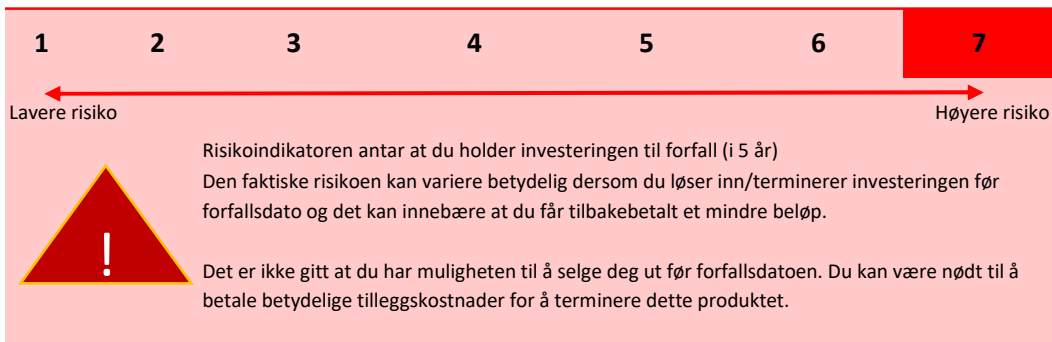 1 2 3 4 5 6 7
Lavere risiko Høyere risiko
Risikoindikatoren antar at du holder investeringen til forfall (i 5 år)
Den faktiske risikoen kan variere betydelig dersom du løser inn/terminerer investeringen før
forfallsdato og det kan innebære at du får tilbakebetalt et mindre beløp.
!
Det er ikke gitt at du har muligheten til å selge deg ut før forfallsdatoen. Du kan være nødt til å
betale betydelige tilleggskostnader for å terminere dette produktet.